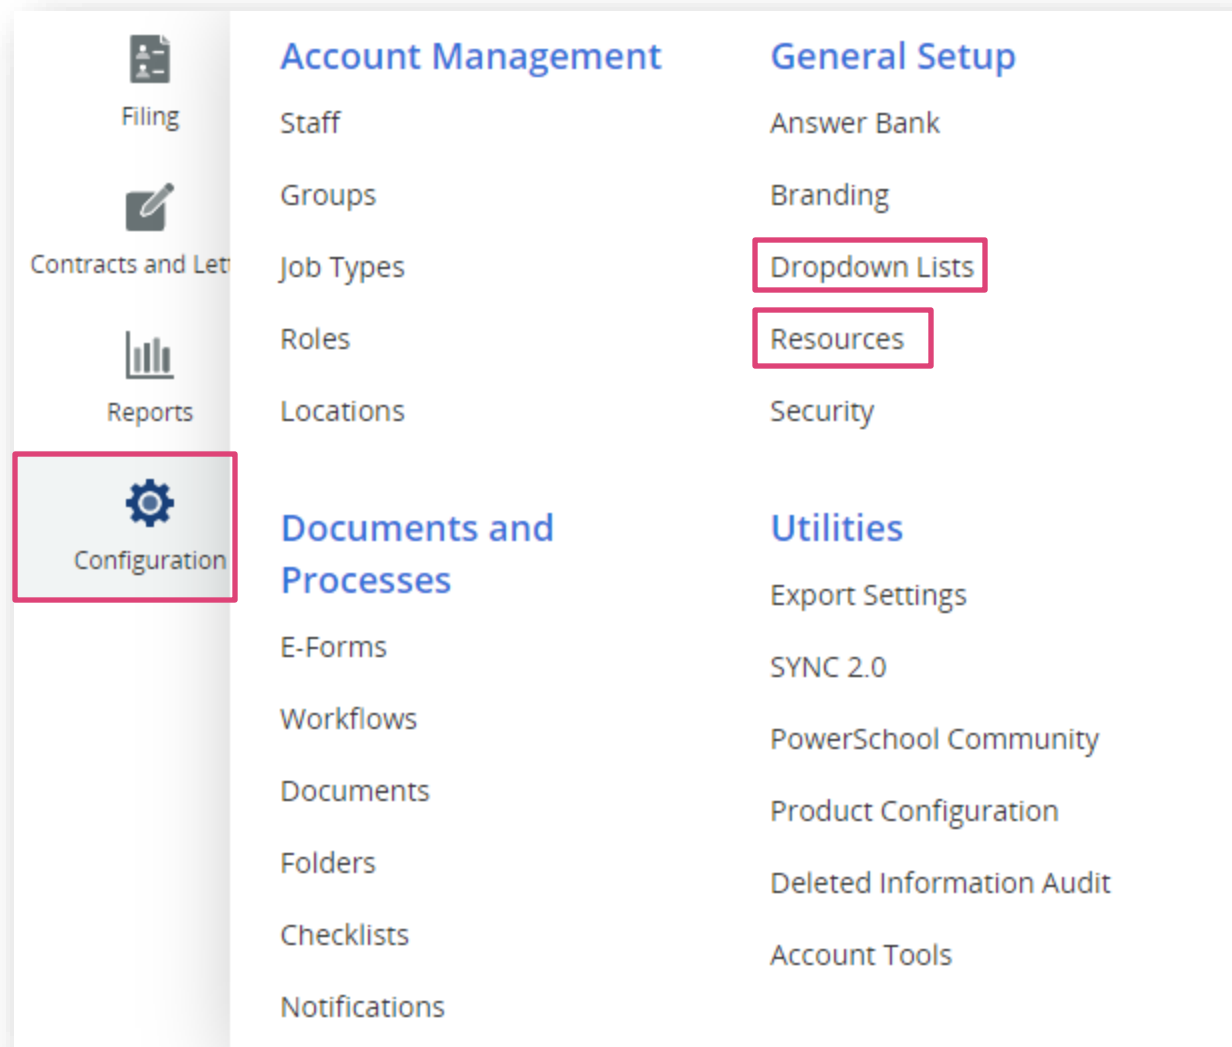 Filing
Contracts and Lett
Reports
Configuration
Account Management
Staff
Groups
Job Types
Roles
Locations
Documents and
Processes
E-Forms
Workflows
Documents
Folders
Checklists
Notifications
General Setup
Answer Bank
Branding
Dropdown Lists
Resources
Security
Utilities
Export Settings
SYNC 2.0
PowerSchool Community
Product Configuration
Deleted Information Audit
Account Tools